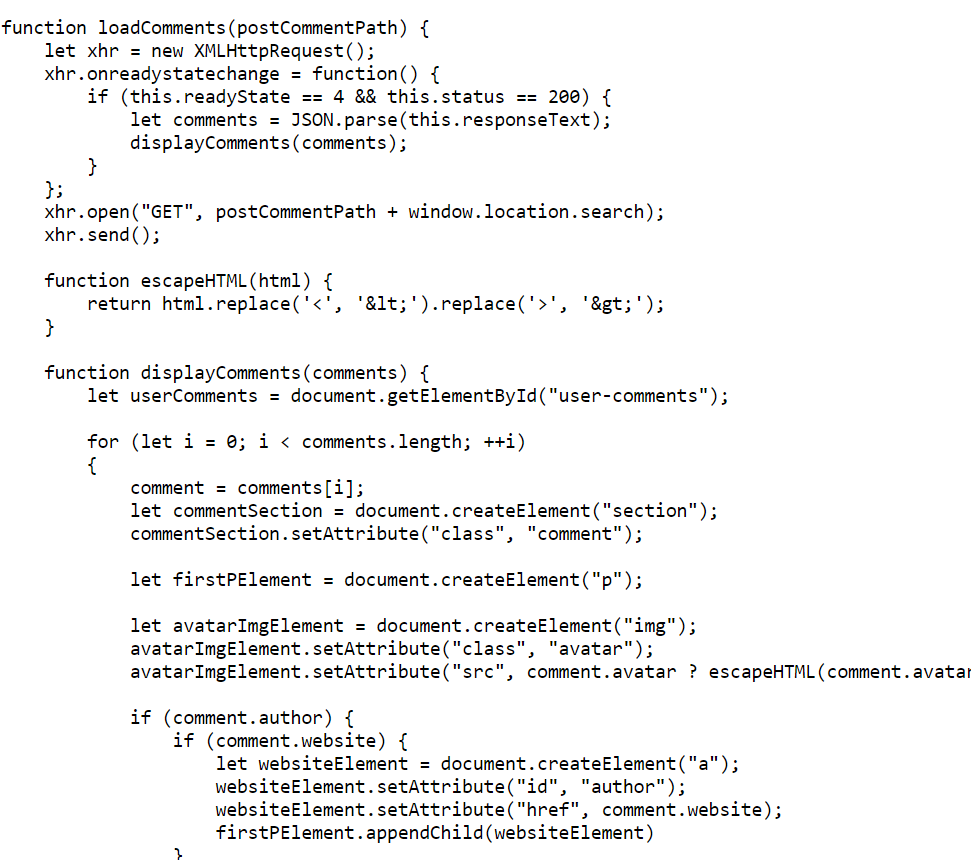 function loadComments(postCommentPath) {
    let xhr = new XMLHttpRequest();
    xhr.onreadystatechange = function() {
        if (this.readyState == 4 && this.status == 200) {
            let comments = JSON.parse(this.responseText);
            displayComments(comments);
        }
    };
    xhr.open("GET", postCommentPath + window.location.search);
    xhr.send();

    function escapeHTML(html) {
        return html.replace('<', '&lt;').replace('>', '&gt;');
    }

    function displayComments(comments) {
        let userComments = document.getElementById("user-comments");

        for (let i = 0; i < comments.length; ++i)
        {
            comment = comments[i];
            let commentSection = document.createElement("section");
            commentSection.setAttribute("class", "comment");

            let firstPElement = document.createElement("p");

            let avatarImgElement = document.createElement("img");
            avatarImgElement.setAttribute("class", "avatar");
            avatarImgElement.setAttribute("src", comment.avatar ? escapeHTML(comment.avatar

            if (comment.author) {
                if (comment.website) {
                    let websiteElement = document.createElement("a");
                    websiteElement.setAttribute("id", "author");
                    websiteElement.setAttribute("href", comment.website);
                    firstPElement.appendChild(websiteElement)
                }